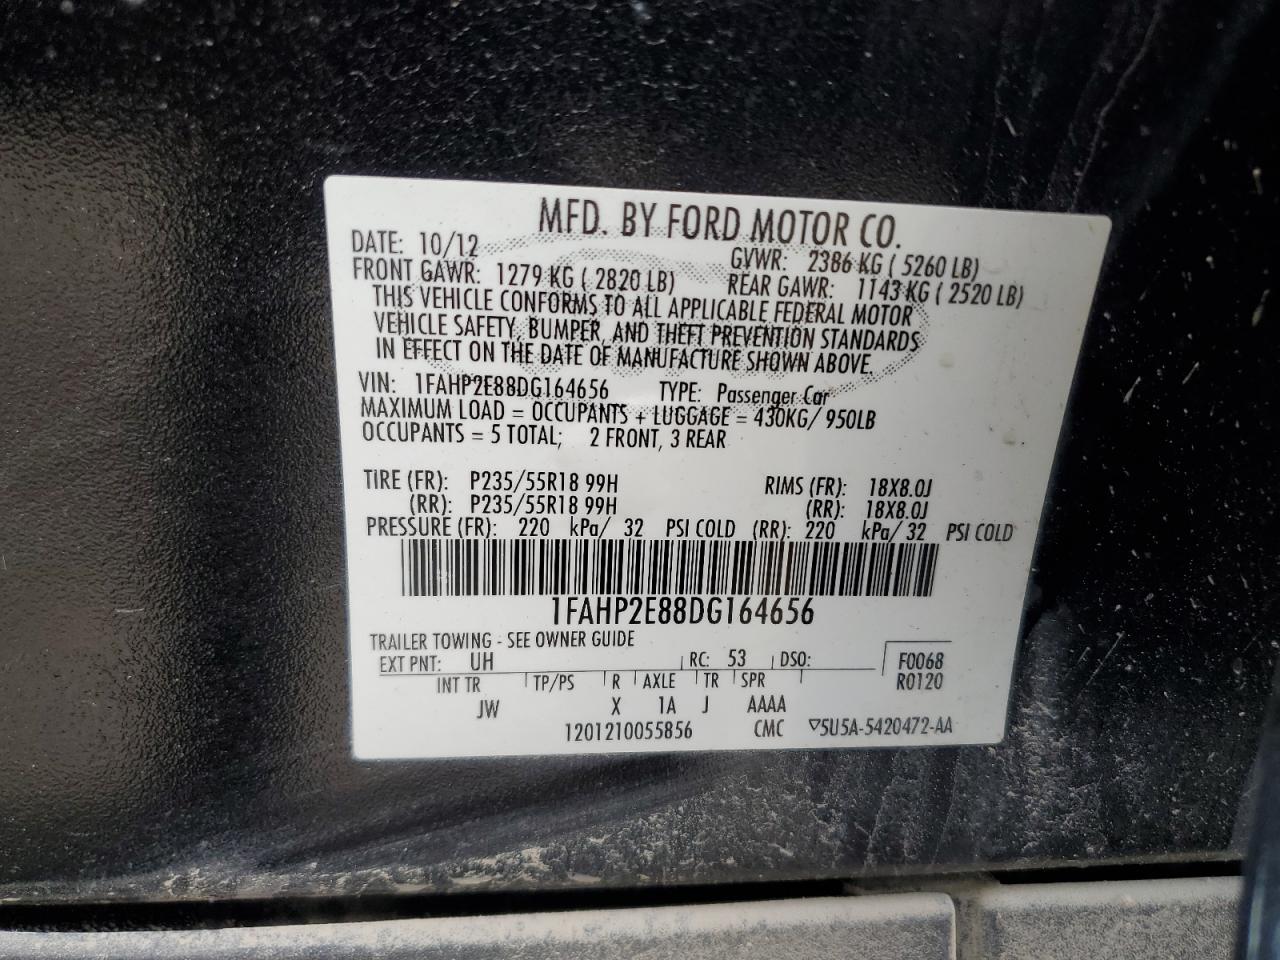 MFD. BY FORD MOTOR CO.
DATE: 10/12 GVWR: 2386 KG ( 5260 LB)
FRONT GAWR: 1279 KG ( 2820 LB) REAR GAWR: 1143 KG ( 2520 LB)
THIS VEHICLE CONFORMS TO ALL APPLICABLE FEDERAL MOTOR
VEHICLE SAFETY, BUMPER, AND THEFT PREVENTION STANDARDS
IN EFFECT ON THE DATE OF MANUFACTURE SHOWN ABOVE.
VIN: 1FAHP2E88DG164656 TYPE: Passenger Car
MAXIMUM LOAD = OCCUPANTS + LUGGAGE = 430KG/ 950LB
OCCUPANTS = 5 TOTAL; 2 FRONT, 3 REAR
TIRE (FR): P235/55R18 99H RIMS (FR): 18X8.0J
(RR): P235/55R18 99H (RR): 18X8.0J
PRESSURE (FR): 220 kPa/ 32 PSI COLD (RR): 220 kPa/ 32 PSI COLD
1FAHP2E88DG164656
TRAILER TOWING - SEE OWNER GUIDE
EXT PNT: UH RC: 53 DSO: F0068
INT TR TP/PS R AXLE TR SPR R0120
JW X 1A J AAAA
1201210055856 CMC ▽5U5A-5420472-AA